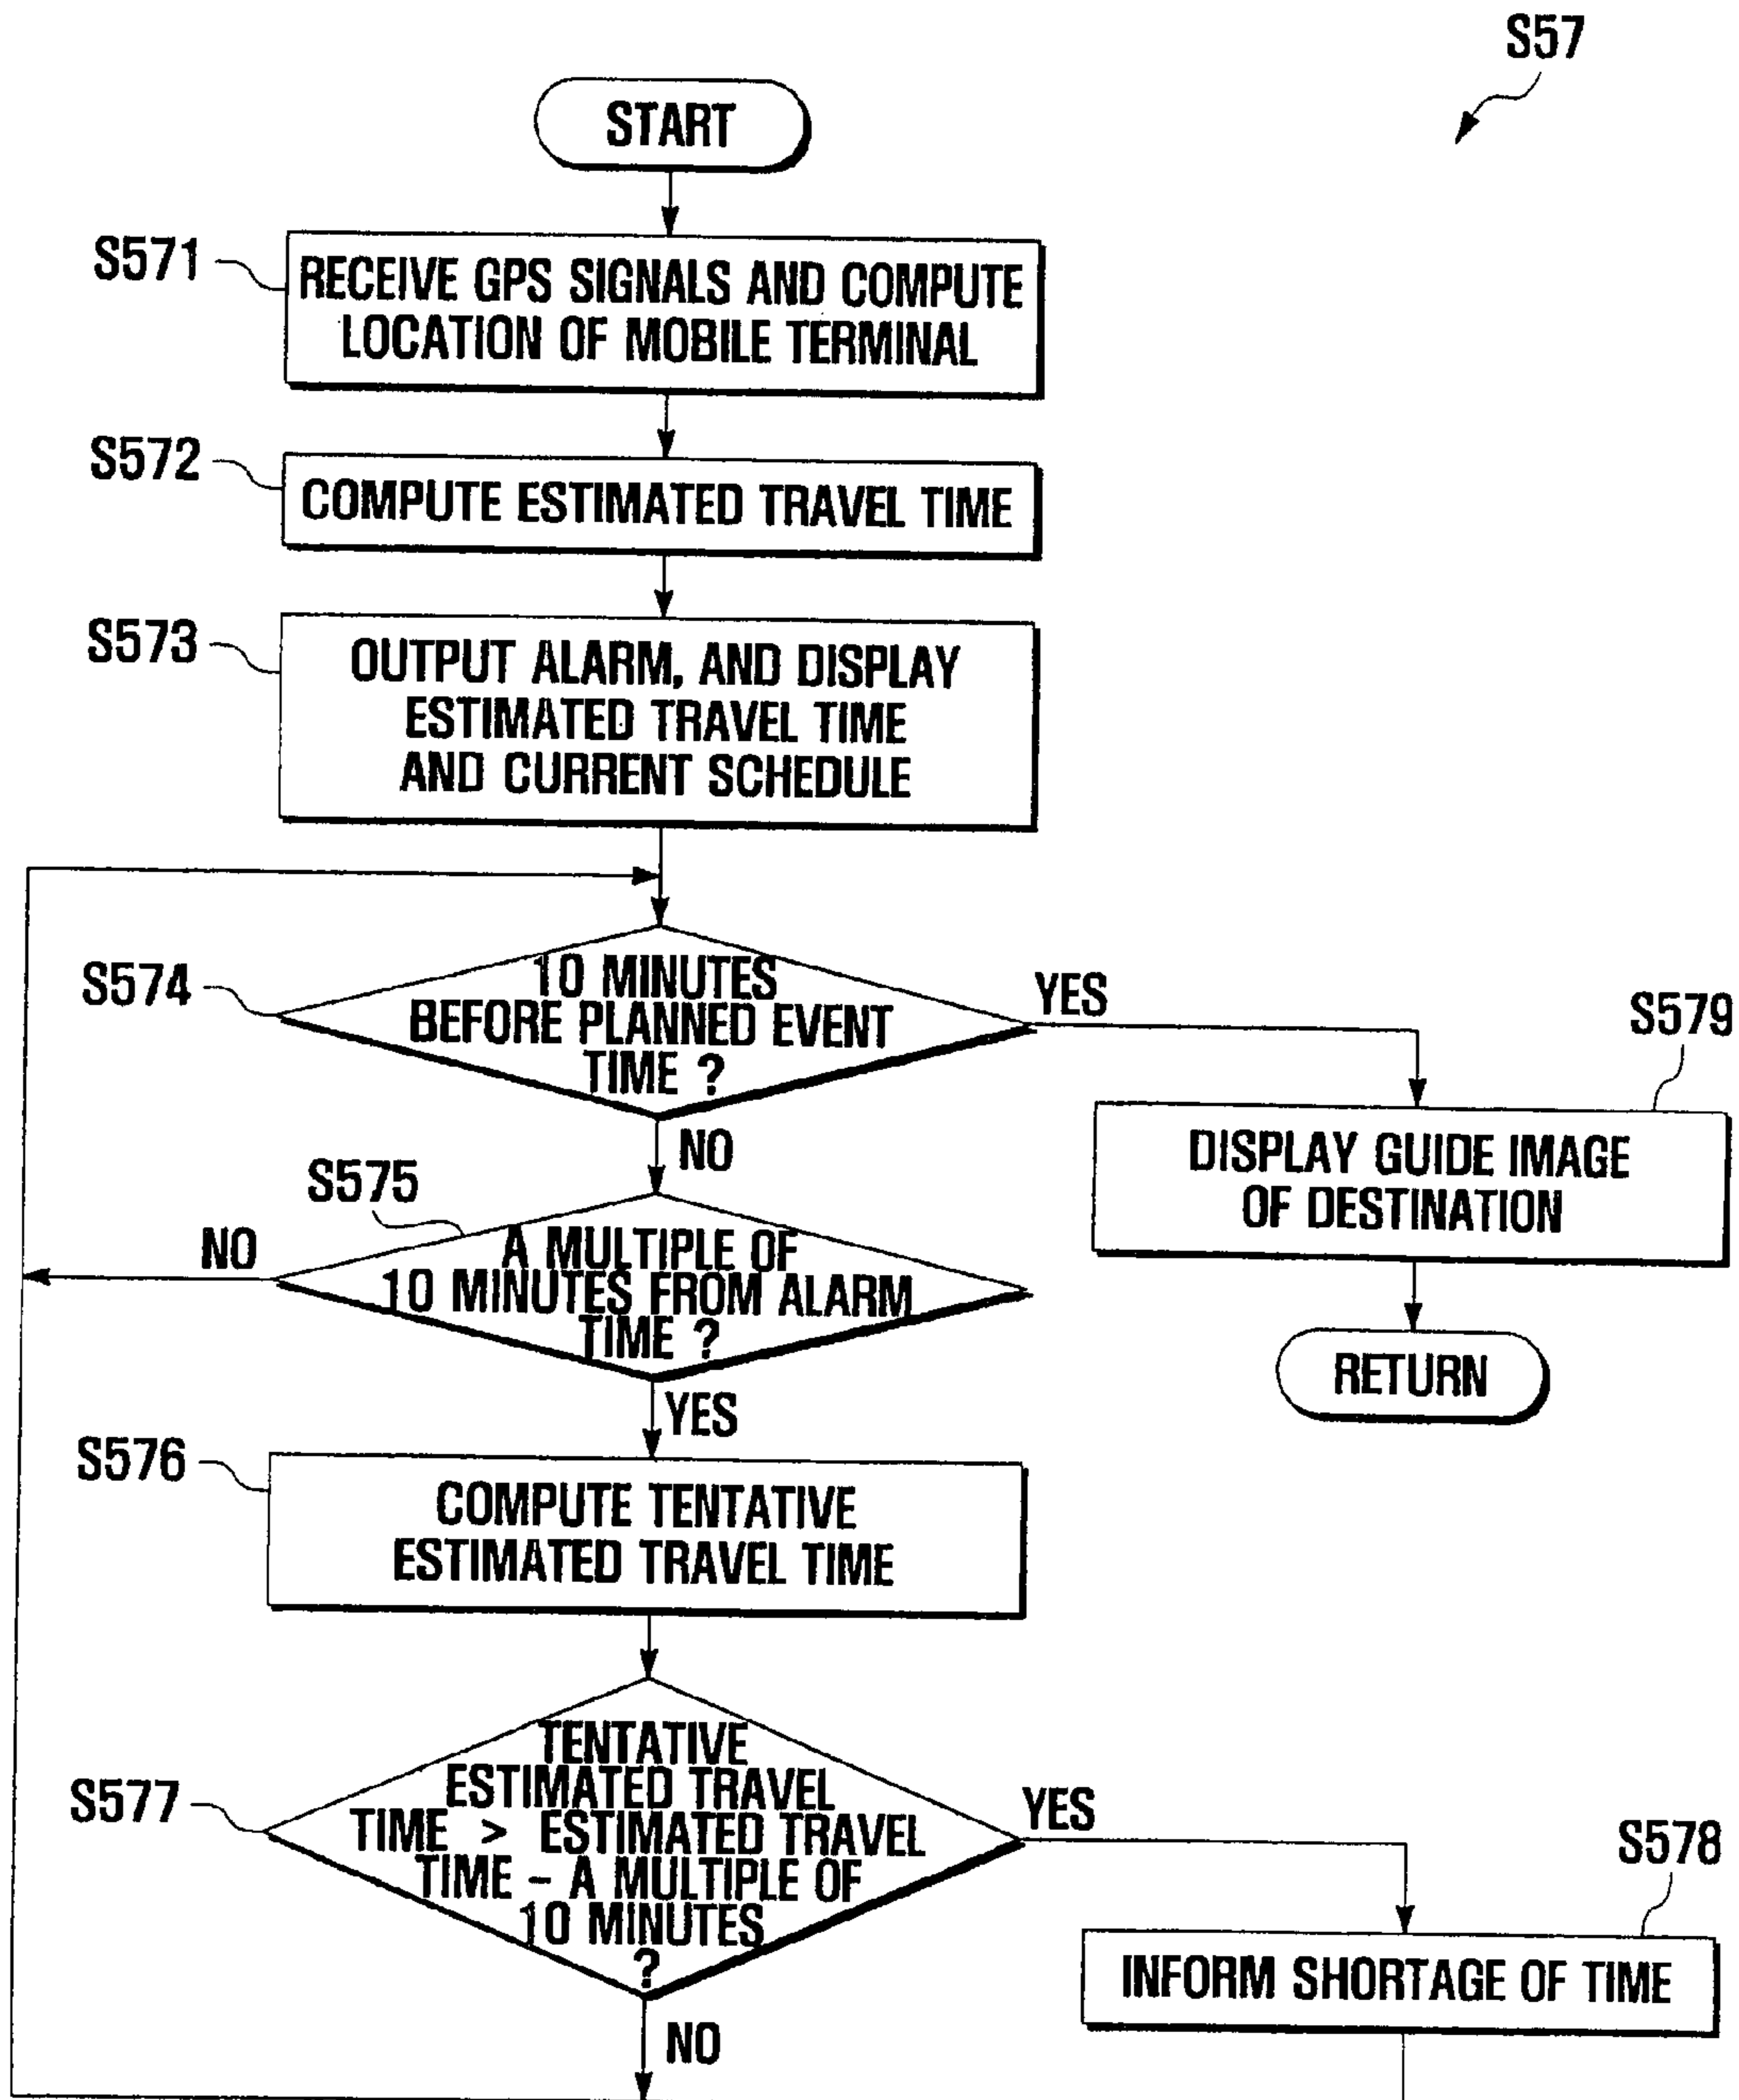 S57
START
S571
RECEIVE GPS SIGNALS AND COMPUTE
LOCATION OF MOBILE TERMINAL
S572
COMPUTE ESTIMATED TRAVEL TIME
S573
OUTPUT ALARM, AND DISPLAY
ESTIMATED TRAVEL TIME
AND CURRENT SCHEDULE
S574
10 MINUTES
BEFORE PLANNED EVENT
TIME ?
YES
S579
DISPLAY GUIDE IMAGE
OF DESTINATION
RETURN
NO
S575
NO
A MULTIPLE OF
10 MINUTES FROM ALARM
TIME ?
YES
S576
COMPUTE TENTATIVE
ESTIMATED TRAVEL TIME
S577
TENTATIVE
ESTIMATED TRAVEL
TIME > ESTIMATED TRAVEL
TIME - A MULTIPLE OF
10 MINUTES
?
YES
S578
INFORM SHORTAGE OF TIME
NO